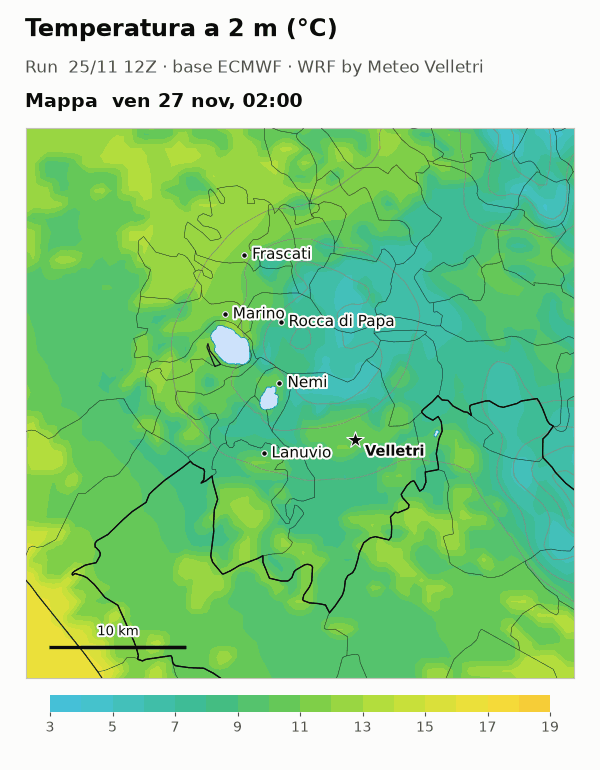 Temperatura a 2 m (°C)
Run  25/11 12Z · base ECMWF · WRF by Meteo Velletri
Mappa  ven 27 nov, 02:00
Frascati
Marino
Rocca di Papa
Nemi
Velletri
Lanuvio
10 km
3 5 7 9 11 13 15 17 19